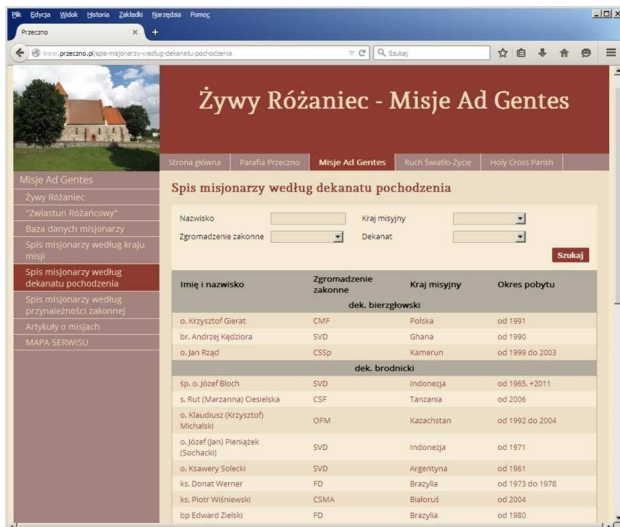 Plik Edycja Widok Historia Zakładki Narzędzia Pomoc
Przeczno
www.przeczno.pl/spis-misjonarzy-wedlug-dekanatu-pochodzenia
Szukaj
Żywy Różaniec - Misje Ad Gentes
Strona główna Parafia Przeczno Misje Ad Gentes Ruch Światło-Życie Holy Cross Parish
Misje Ad Gentes
Żywy Różaniec
"Zwiastun Różańcowy"
Baza danych misjonarzy
Spis misjonarzy według kraju
misji
Spis misjonarzy według
dekanatu pochodzenia
Spis misjonarzy według
przynależności zakonnej
Artykuły o misjach
MAPA SERWISU
Spis misjonarzy według dekanatu pochodzenia
Nazwisko Kraj misyjny
Zgromadzenie zakonne Dekanat
Szukaj
Imię i nazwisko Zgromadzenie zakonne Kraj misyjny Okres pobytu
dek. bierzgłowski
o. Krzysztof Gierat CMF Polska od 1991
br. Andrzej Kędziora SVD Ghana od 1990
o. Jan Rząd CSSp Kamerun od 1999 do 2003
dek. brodnicki
śp. o. Józef Bloch SVD Indonezja od 1965, +2011
s. Rut (Marzanna) Ciesielska CSF Tanzania od 2006
o. Klaudiusz (Krzysztof) Michalski OFM Kazachstan od 1992 do 2004
o. Józef (Jan) Pieniążek (Sochacki) SVD Indonezja od 1971
o. Ksawery Solecki SVD Argentyna od 1961
ks. Donat Werner FD Brazylia od 1973 do 1978
ks. Piotr Wiśniewski CSMA Białoruś od 2004
bp Edward Zielski FD Brazylia od 1980